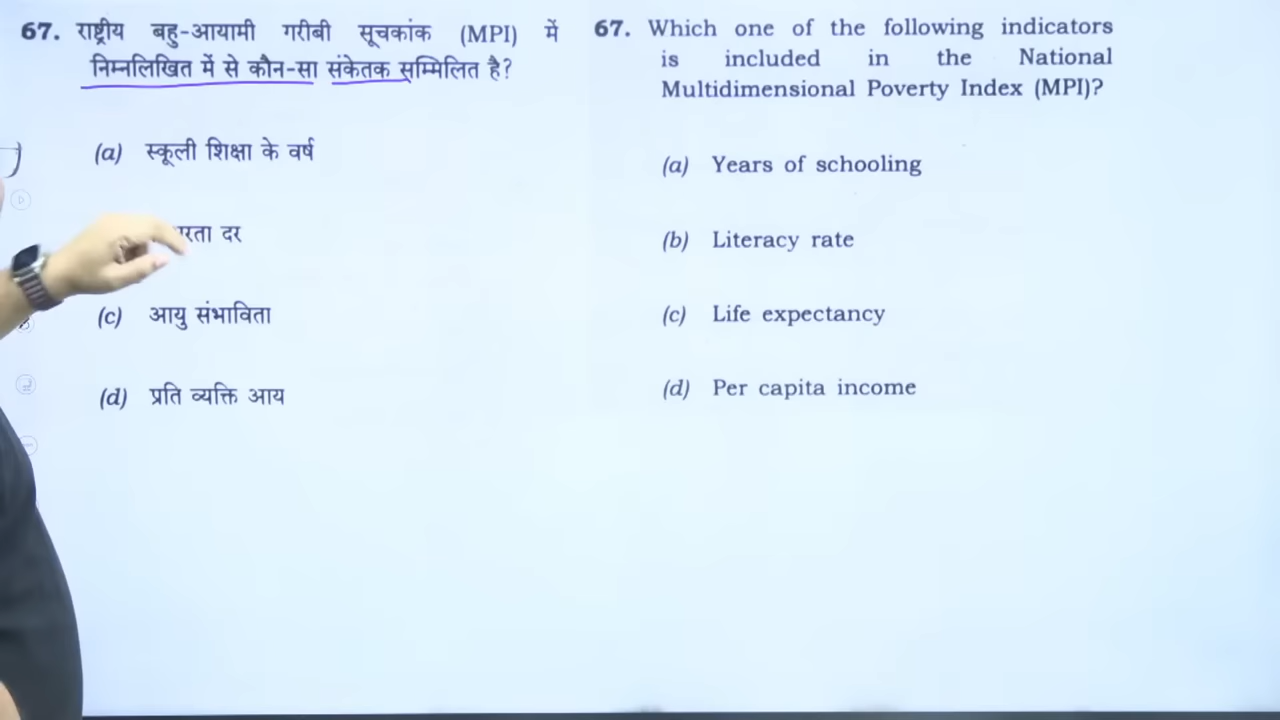 67. राष्ट्रीय बहु-आयामी गरीबी सूचकांक (MPI) में
निम्नलिखित में से कौन-सा संकेतक सम्मिलित है?
(a) स्कूली शिक्षा के वर्ष
दर
(c) आयु संभाविता
(d) प्रति व्यक्ति आय
67. Which one of the following indicators
is included in the National
Multidimensional Poverty Index (MPI)?
(a) Years of schooling
(b) Literacy rate
(c) Life expectancy
(d) Per capita income